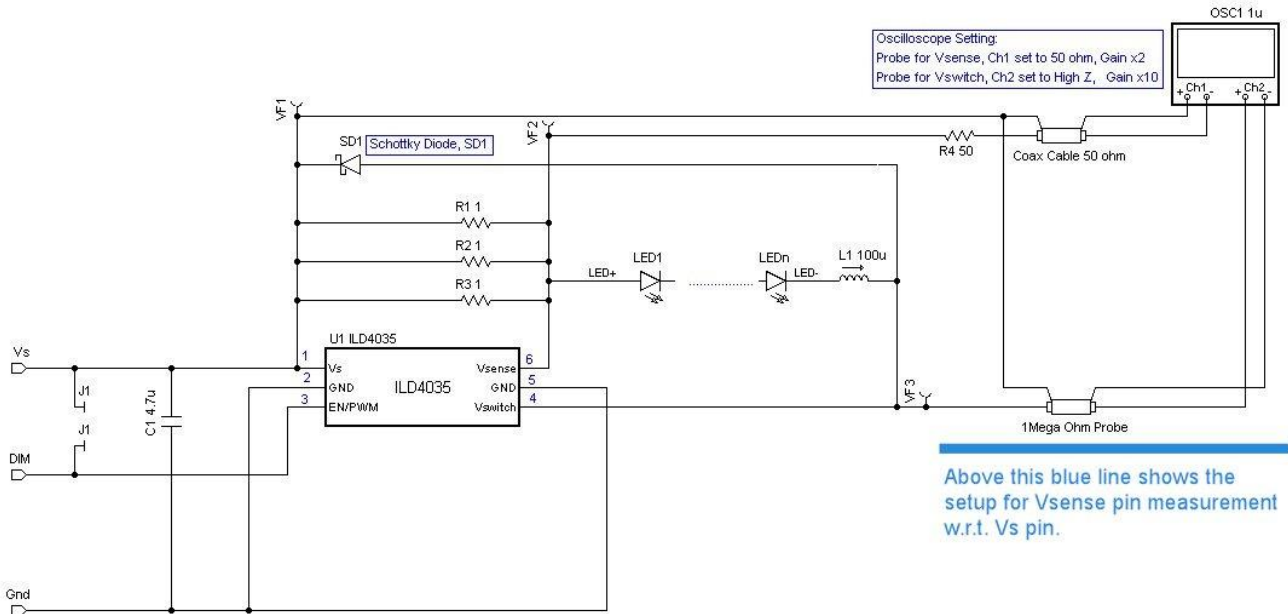 OSC1 1u
Oscilloscope Setting:
Probe for Vsense, Ch1 set to 50 ohm, Gain x2
Probe for Vswitch, Ch2 set to High Z, Gain x10
+ Ch1 - + Ch2 -
VF1
VF2
SD1 Schottky Diode, SD1
R4 50
Coax Cable 50 ohm
R1 1
R2 1
LED1 LEDn L1 100u
LED+ LED-
R3 1
U1 ILD4035
Vs
1 Vs Vsense 6
2 GND ILD4035 GND 5
3 EN/PWM Vswitch 4
J1
C1 4.7u
J1
VF3
1Mega Ohm Probe
DIM
Above this blue line shows the
setup for Vsense pin measurement
w.r.t. Vs pin.
Gnd